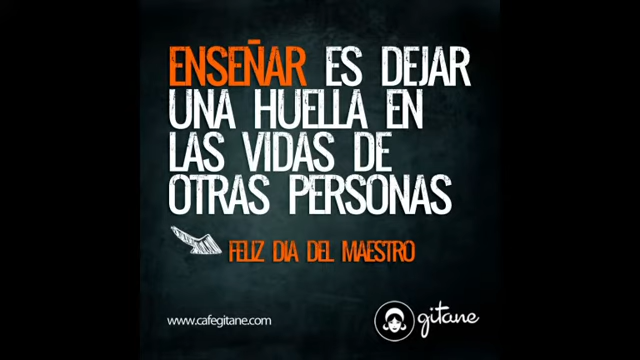 ENSEÑAR ES DEJAR
UNA HUELLA EN
LAS VIDAS DE
OTRAS PERSONAS
FELIZ DIA DEL MAESTRO
www.cafegitane.com
gitane